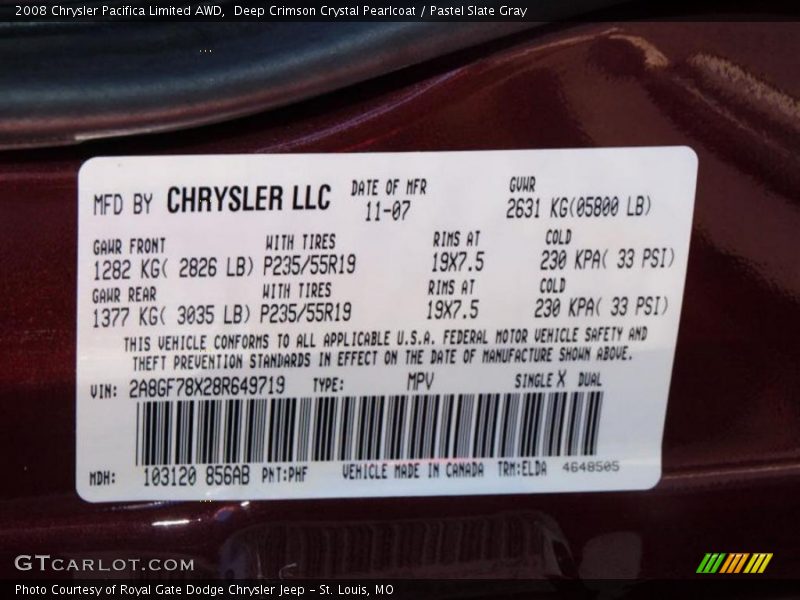 2008 Chrysler Pacifica Limited AWD,  Deep Crimson Crystal Pearlcoat / Pastel Slate Gray
MFD BY CHRYSLER LLC DATE OF MFR 11-07 GVWR 2631 KG(05800 LB)
GAWR FRONT WITH TIRES RIMS AT COLD
1282 KG( 2826 LB) P235/55R19 19X7.5 230 KPA( 33 PSI)
GAWR REAR WITH TIRES RIMS AT COLD
1377 KG( 3035 LB) P235/55R19 19X7.5 230 KPA( 33 PSI)
THIS VEHICLE CONFORMS TO ALL APPLICABLE U.S.A. FEDERAL MOTOR VEHICLE SAFETY AND
THEFT PREVENTION STANDARDS IN EFFECT ON THE DATE OF MANUFACTURE SHOWN ABOVE.
VIN: 2A8GF78X28R649719 TYPE: MPV SINGLE X DUAL
MDH: 103120 856AB PNT:PHF VEHICLE MADE IN CANADA TRM:ELDA 4648505
GTCARLOT.COM
Photo Courtesy of Royal Gate Dodge Chrysler Jeep - St. Louis, MO